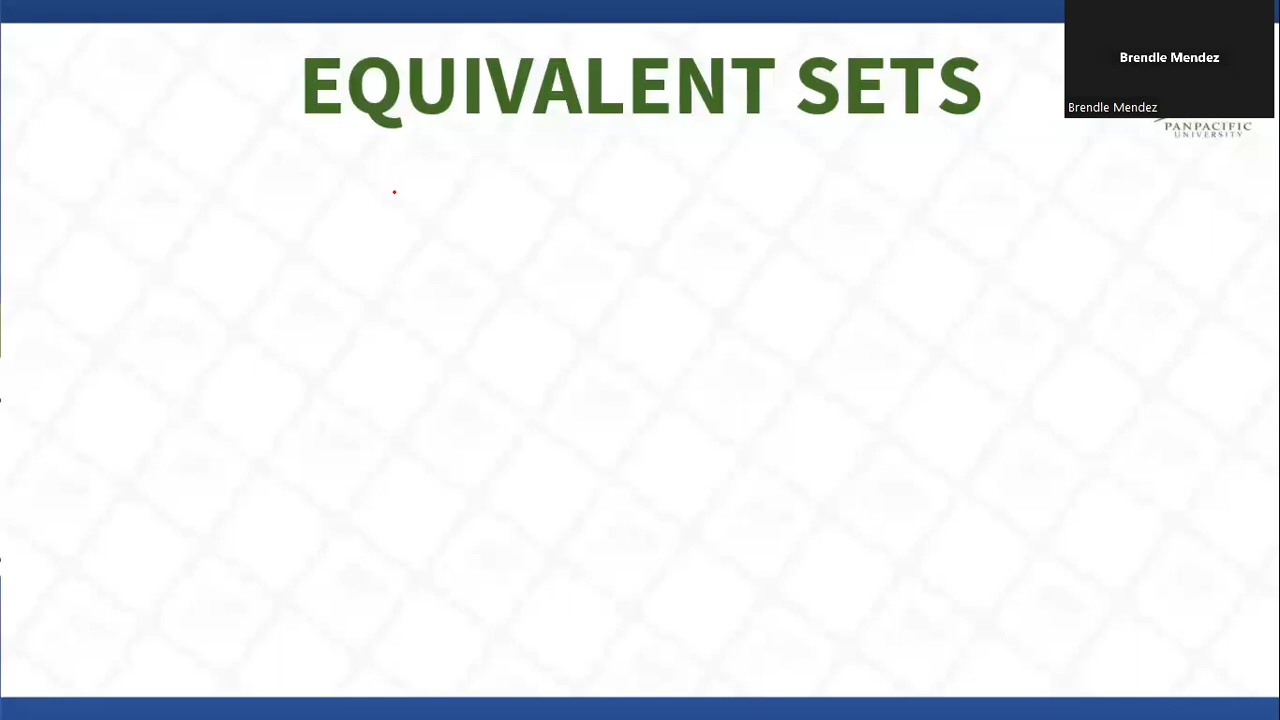 EQUIVALENT SETS
Brendle Mendez
Brendle Mendez
PANPACIFIC
UNIVERSITY